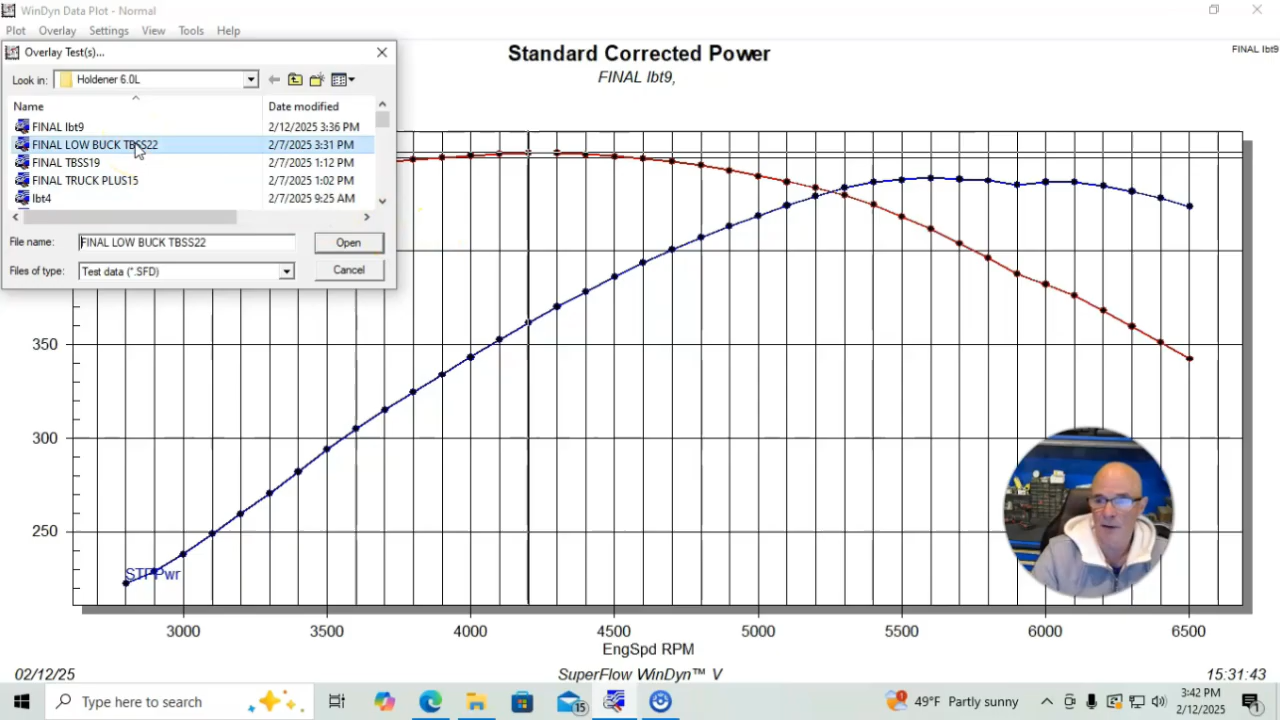 WinDyn Data Plot - Normal
Plot Overlay Settings View Tools Help
Overlay Test(s)...
Look in: Holdener 6.0L
Name Date modified
FINAL lbt9 2/12/2025 3:36 PM
FINAL LOW BUCK TBSS22 2/7/2025 3:31 PM
FINAL TBSS19 2/7/2025 1:12 PM
FINAL TRUCK PLUS15 2/7/2025 1:02 PM
lbt4 2/7/2025 9:25 AM
File name: FINAL LOW BUCK TBSS22 Open
Files of type: Test data (*.SFD) Cancel
Standard Corrected Power
FINAL lbt9,
FINAL lbt9
350
300
250
STPPwr
3000 3500 4000 4500 5000 5500 6000 6500
EngSpd RPM
02/12/25 SuperFlow WinDyn™ V 15:31:43
Type here to search
15
49°F Partly sunny
3:42 PM
2/12/2025
1